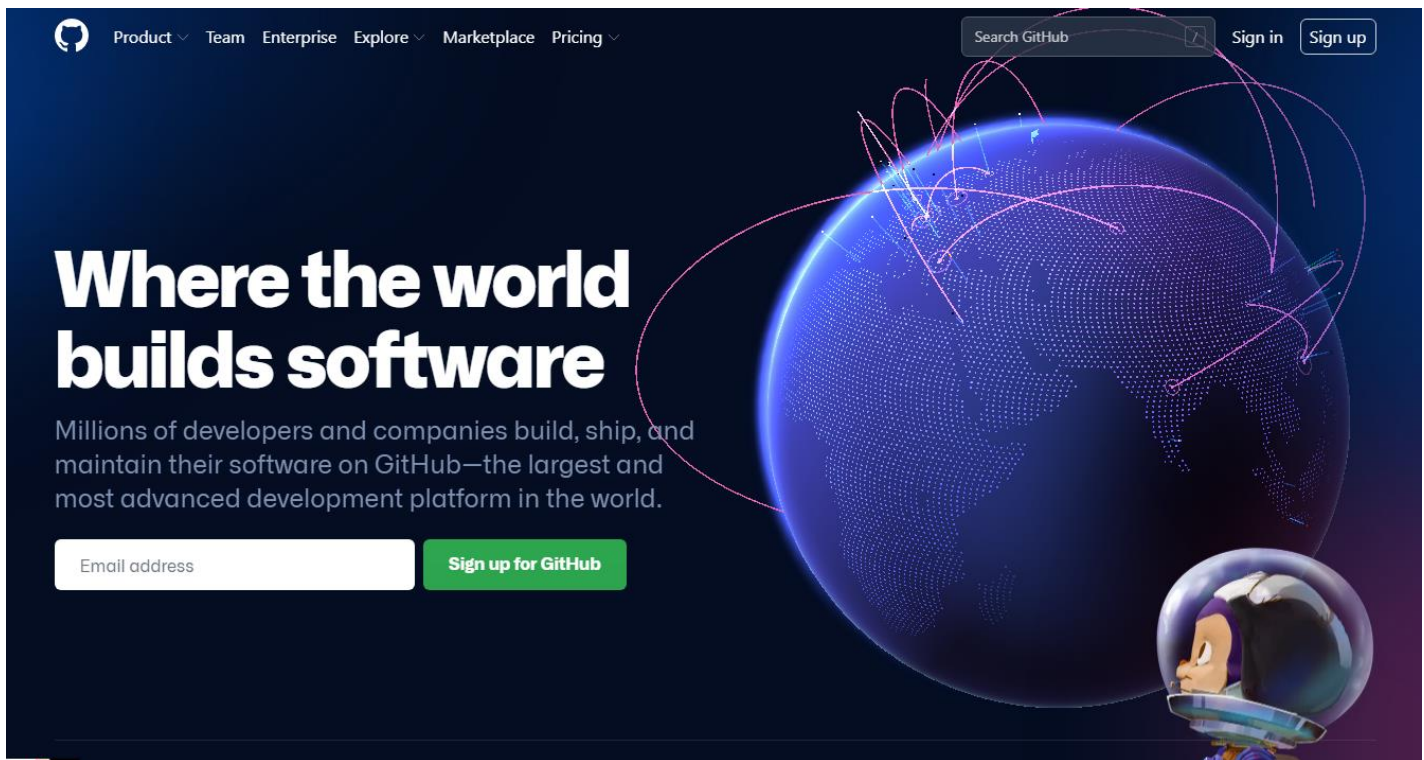 Product Team Enterprise Explore Marketplace Pricing Search GitHub / Sign in Sign up
Where the world
builds software
Millions of developers and companies build, ship, and
maintain their software on GitHub—the largest and
most advanced development platform in the world.
Email address Sign up for GitHub